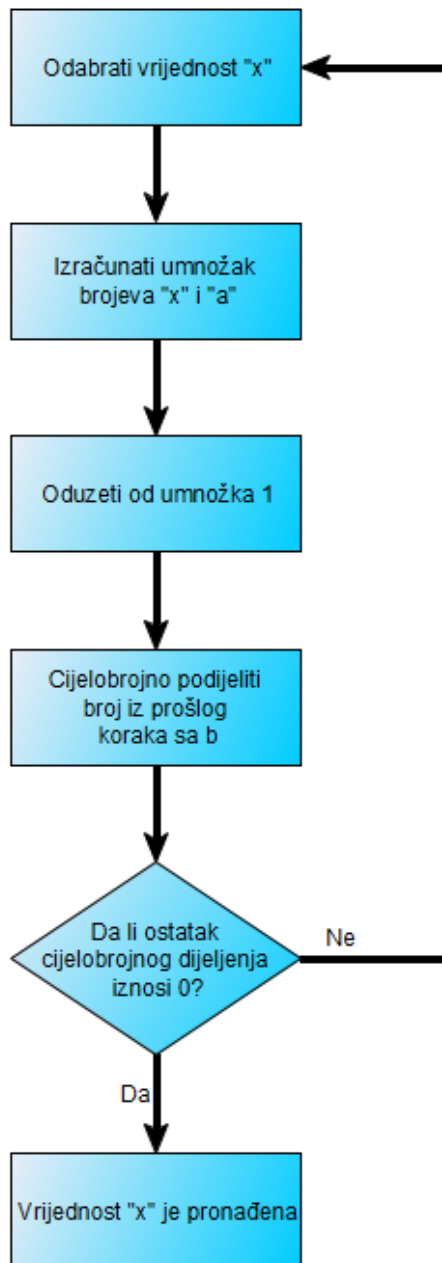 Odabrati vrijednost "x"
Izračunati umnožak
brojeva "x" i "a"
Oduzeti od umnožka 1
Cijelobrojno podijeliti
broj iz prošlog
koraka sa b
Da li ostatak
cijelobrojnog dijeljenja
iznosi 0?
Ne
Da
Vrijednost "x" je pronađena